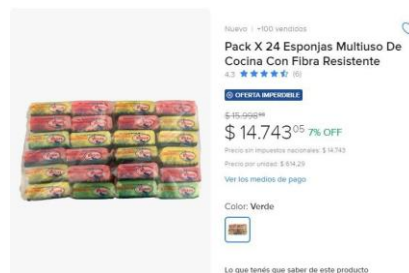 Nuevo | +100 vendidos
Pack X 24 Esponjas Multiuso De
Cocina Con Fibra Resistente
4.3 (6)
OFERTA IMPERDIBLE
$ 14.743 05 7% OFF
Precio sin impuestos nacionales: $ 14.743
Precio por unidad: $ 614,29
Ver los medios de pago
Color: Verde
Lo que tenés que saber de este producto